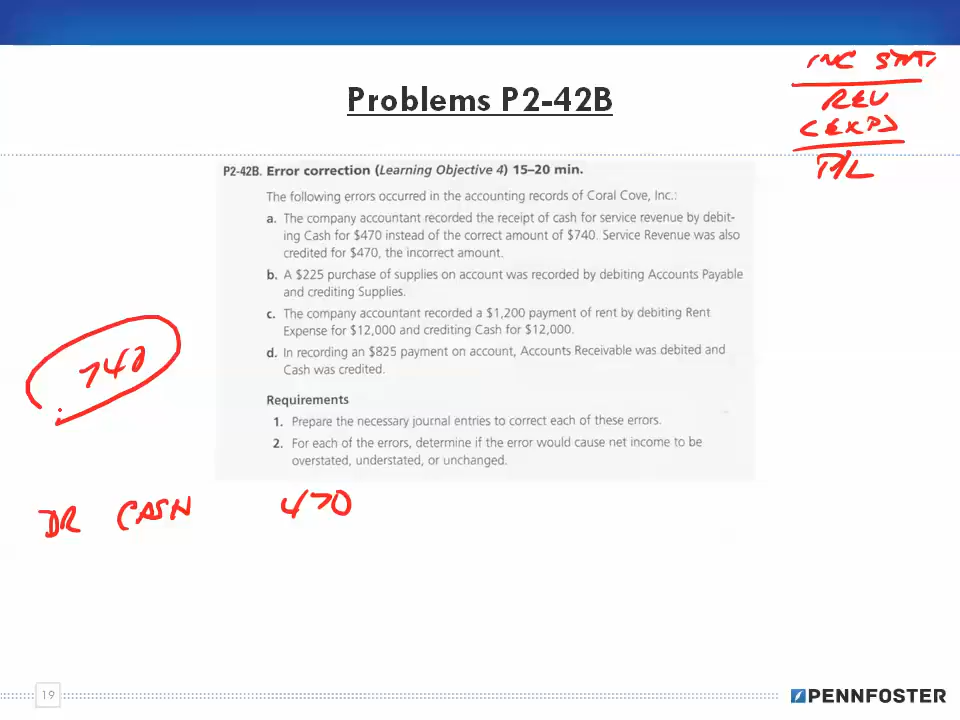 INC STMT
REV
(EXP)
P/L
Problems P2-42B
P2-42B. Error correction (Learning Objective 4) 15–20 min.
The following errors occurred in the accounting records of Coral Cove, Inc.:
a. The company accountant recorded the receipt of cash for service revenue by debit-
ing Cash for $470 instead of the correct amount of $740. Service Revenue was also
credited for $470, the incorrect amount.
b. A $225 purchase of supplies on account was recorded by debiting Accounts Payable
and crediting Supplies.
c. The company accountant recorded a $1,200 payment of rent by debiting Rent
Expense for $12,000 and crediting Cash for $12,000.
d. In recording an $825 payment on account, Accounts Receivable was debited and
Cash was credited.
Requirements
1. Prepare the necessary journal entries to correct each of these errors.
2. For each of the errors, determine if the error would cause net income to be
overstated, understated, or unchanged.
740
DR CASH 470
19
PENNFOSTER